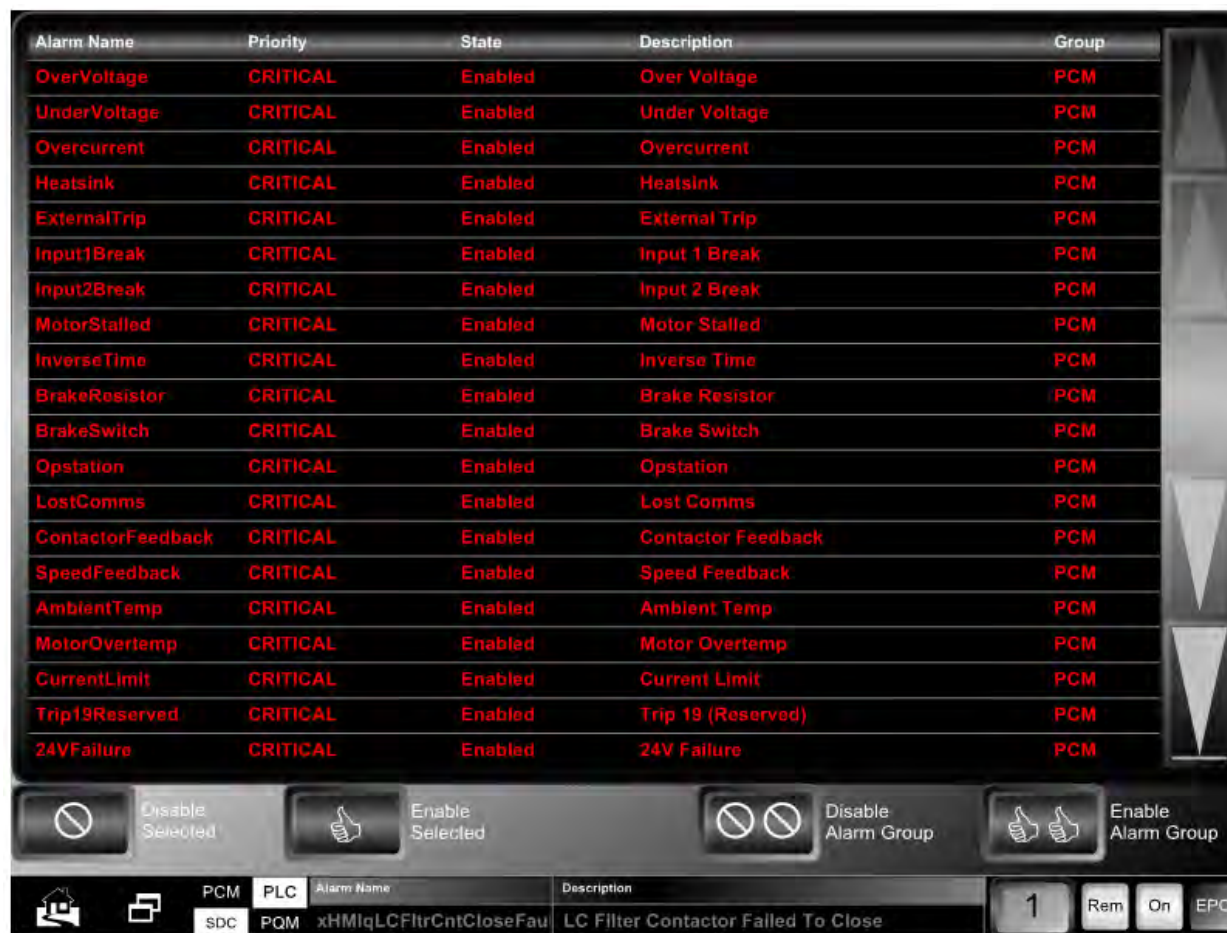 Alarm Name Priority State Description Group
OverVoltage CRITICAL Enabled Over Voltage PCM
UnderVoltage CRITICAL Enabled Under Voltage PCM
Overcurrent CRITICAL Enabled Overcurrent PCM
Heatsink CRITICAL Enabled Heatsink PCM
ExternalTrip CRITICAL Enabled External Trip PCM
Input1Break CRITICAL Enabled Input 1 Break PCM
Input2Break CRITICAL Enabled Input 2 Break PCM
MotorStalled CRITICAL Enabled Motor Stalled PCM
InverseTime CRITICAL Enabled Inverse Time PCM
BrakeResistor CRITICAL Enabled Brake Resistor PCM
BrakeSwitch CRITICAL Enabled Brake Switch PCM
Opstation CRITICAL Enabled Opstation PCM
LostComms CRITICAL Enabled Lost Comms PCM
ContactorFeedback CRITICAL Enabled Contactor Feedback PCM
SpeedFeedback CRITICAL Enabled Speed Feedback PCM
AmbientTemp CRITICAL Enabled Ambient Temp PCM
MotorOvertemp CRITICAL Enabled Motor Overtemp PCM
CurrentLimit CRITICAL Enabled Current Limit PCM
Trip19Reserved CRITICAL Enabled Trip 19 (Reserved) PCM
24VFailure CRITICAL Enabled 24V Failure PCM
Disable Enable Disable Enable
Selected Selected Alarm Group Alarm Group
PCM PLC Alarm Name Description
SDC PQM xHMIqLCFltrCntCloseFau LC Filter Contactor Failed To Close 1 Rem On EPO